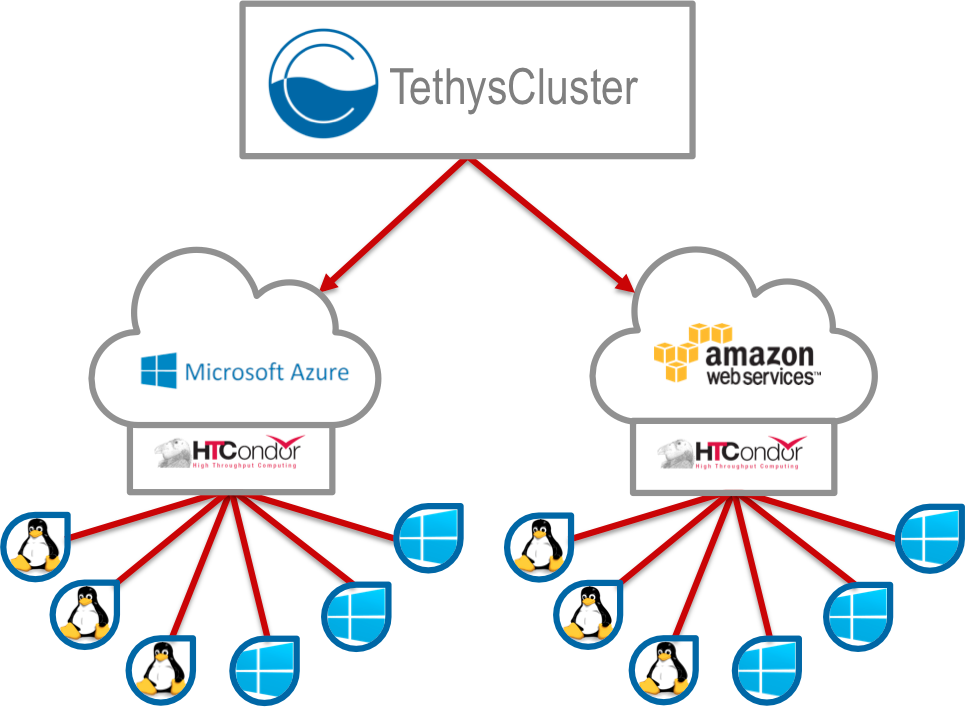 TethysCluster
Microsoft Azure
amazon
web services™
HTCondor
High Throughput Computing
HTCondor
High Throughput Computing